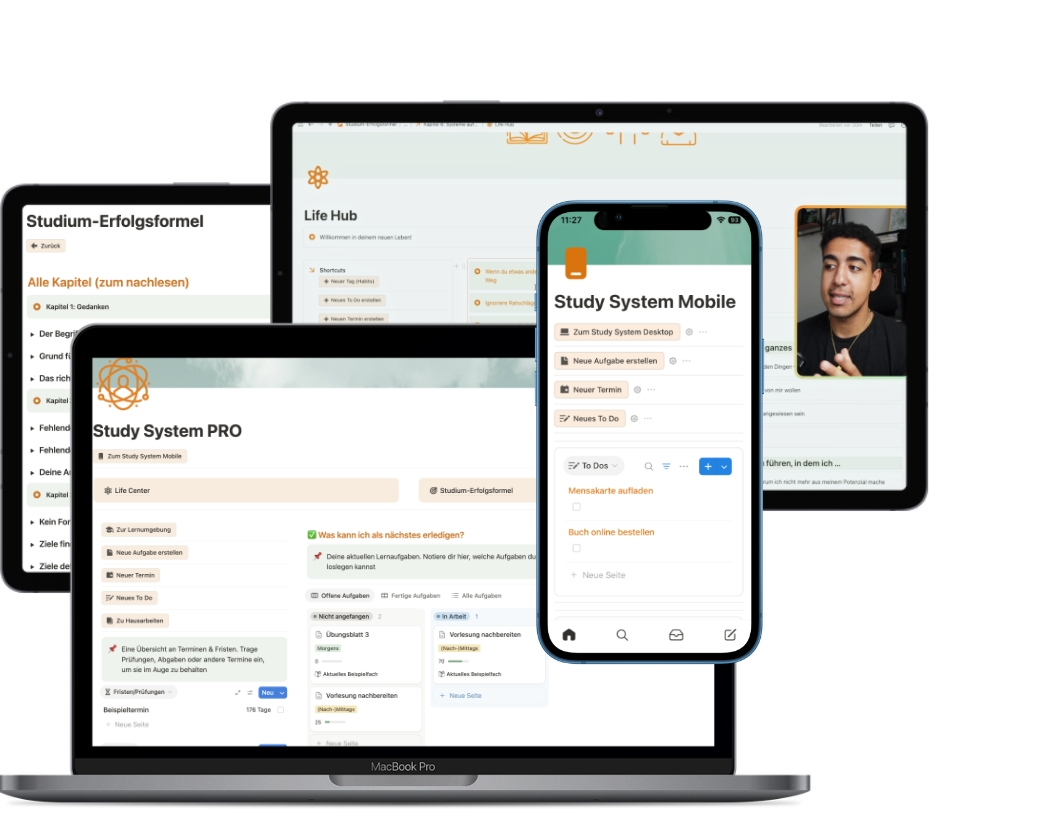 Studium-Erfolgsformel
Zurück
Alle Kapitel (zum nachlesen)
Kapitel 1: Gedanken
Der Begri
Grund fü
Das rich
Kapitel
Fehlend
Fehlend
Deine A
Kapitel
Kein For
Ziele fin
Ziele de
Studium-Erfolgsformel / ... / Kapitel 6: Systeme auf... / Life Hub
Teilen
Life Hub
Willkommen in deinem neuen Leben!
Shortcuts
Neuer Tag (Habits)
Neues To Do erstellen
Neuen Termin erstellen
Wenn du etwas ande
Weg
Ignoriere Ratschläg
ganzes
den Dinger
von mir wollen
angewiesen sein
führen, in dem ich ...
rum ich nicht mehr aus meinem Potenzial mache
Study System PRO
Zum Study System Mobile
Life Center
Studium-Erfolgsformel
Zur Lernumgebung
Neue Aufgabe erstellen
Neuer Termin
Neues To Do
Zu Hausarbeiten
Eine Übersicht an Terminen & Fristen. Trage
Prüfungen, Abgaben oder andere Termine ein,
um sie im Auge zu behalten
Fristen/Prüfungen
Neu
Beispieltermin
176 Tage
+ Neue Seite
Was kann ich als nächstes erledigen?
Deine aktuellen Lernaufgaben. Notiere dir hier, welche Aufgaben du
loslegen kannst
Offene Aufgaben
Fertige Aufgaben
Alle Aufgaben
Nicht angefangen 2
Übungsblatt 3
Morgens
0
Aktuelles Beispielfach
Vorlesung nachbereiten
(Nach-)Mittags
25
+ Neue Seite
In Arbeit 1
Vorlesung nachbereiten
(Nach-)Mittags
70
Aktuelles Beispielfach
+ Neue Seite
MacBook Pro
11:27
83
Study System Mobile
Zum Study System Desktop
Neue Aufgabe erstellen
Neuer Termin
Neues To Do
To Dos
Mensakarte aufladen
Buch online bestellen
+ Neue Seite